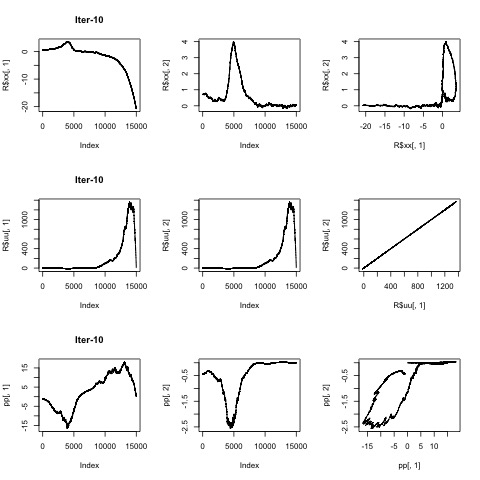 Iter-10
R$xx[, 1]
0
-10
-20
0 5000 10000 15000
Index
R$xx[, 2]
4
3
2
1
0
0 5000 10000 15000
Index
R$xx[, 2]
4
3
2
1
0
-20 -15 -10 -5 0
R$xx[, 1]
Iter-10
R$uu[, 1]
1000
400
0
0 5000 10000 15000
Index
R$uu[, 2]
1000
400
0
0 5000 10000 15000
Index
R$uu[, 2]
1000
400
0
0 400 800 1200
R$uu[, 1]
Iter-10
pp[, 1]
15
5
-5
-15
0 5000 10000 15000
Index
pp[, 2]
-0.5
-1.5
-2.5
0 5000 10000 15000
Index
pp[, 2]
-0.5
-1.5
-2.5
-15 -5 0 5 10
pp[, 1]